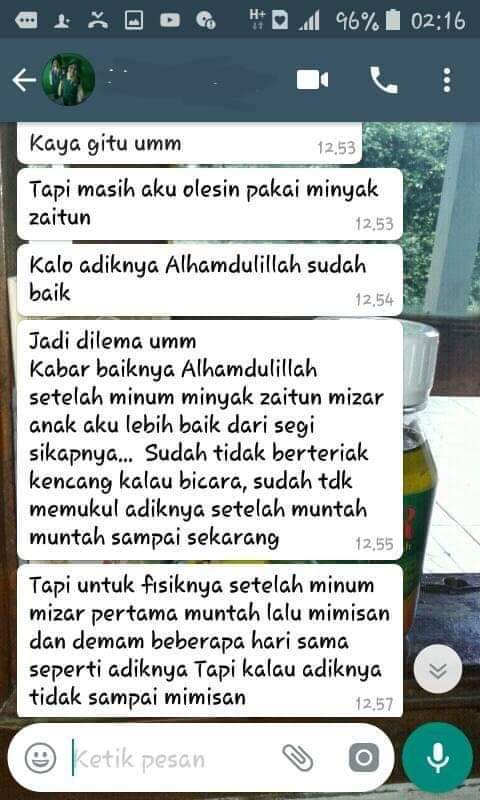 H+
96%
02:16
Kaya gitu umm
12.53
Tapi masih aku olesin pakai minyak
zaitun
12.53
Kalo adiknya Alhamdulillah sudah
baik
12.54
Jadi dilema umm
Kabar baiknya Alhamdulillah
setelah minum minyak zaitun mizar
anak aku lebih baik dari segi
sikapnya... Sudah tidak berteriak
kencang kalau bicara, sudah tdk
memukul adiknya setelah muntah
muntah sampai sekarang
12.55
Tapi untuk fisiknya setelah minum
mizar pertama muntah lalu mimisan
dan demam beberapa hari sama
seperti adiknya Tapi kalau adiknya
tidak sampai mimisan
12.57
Ketik pesan